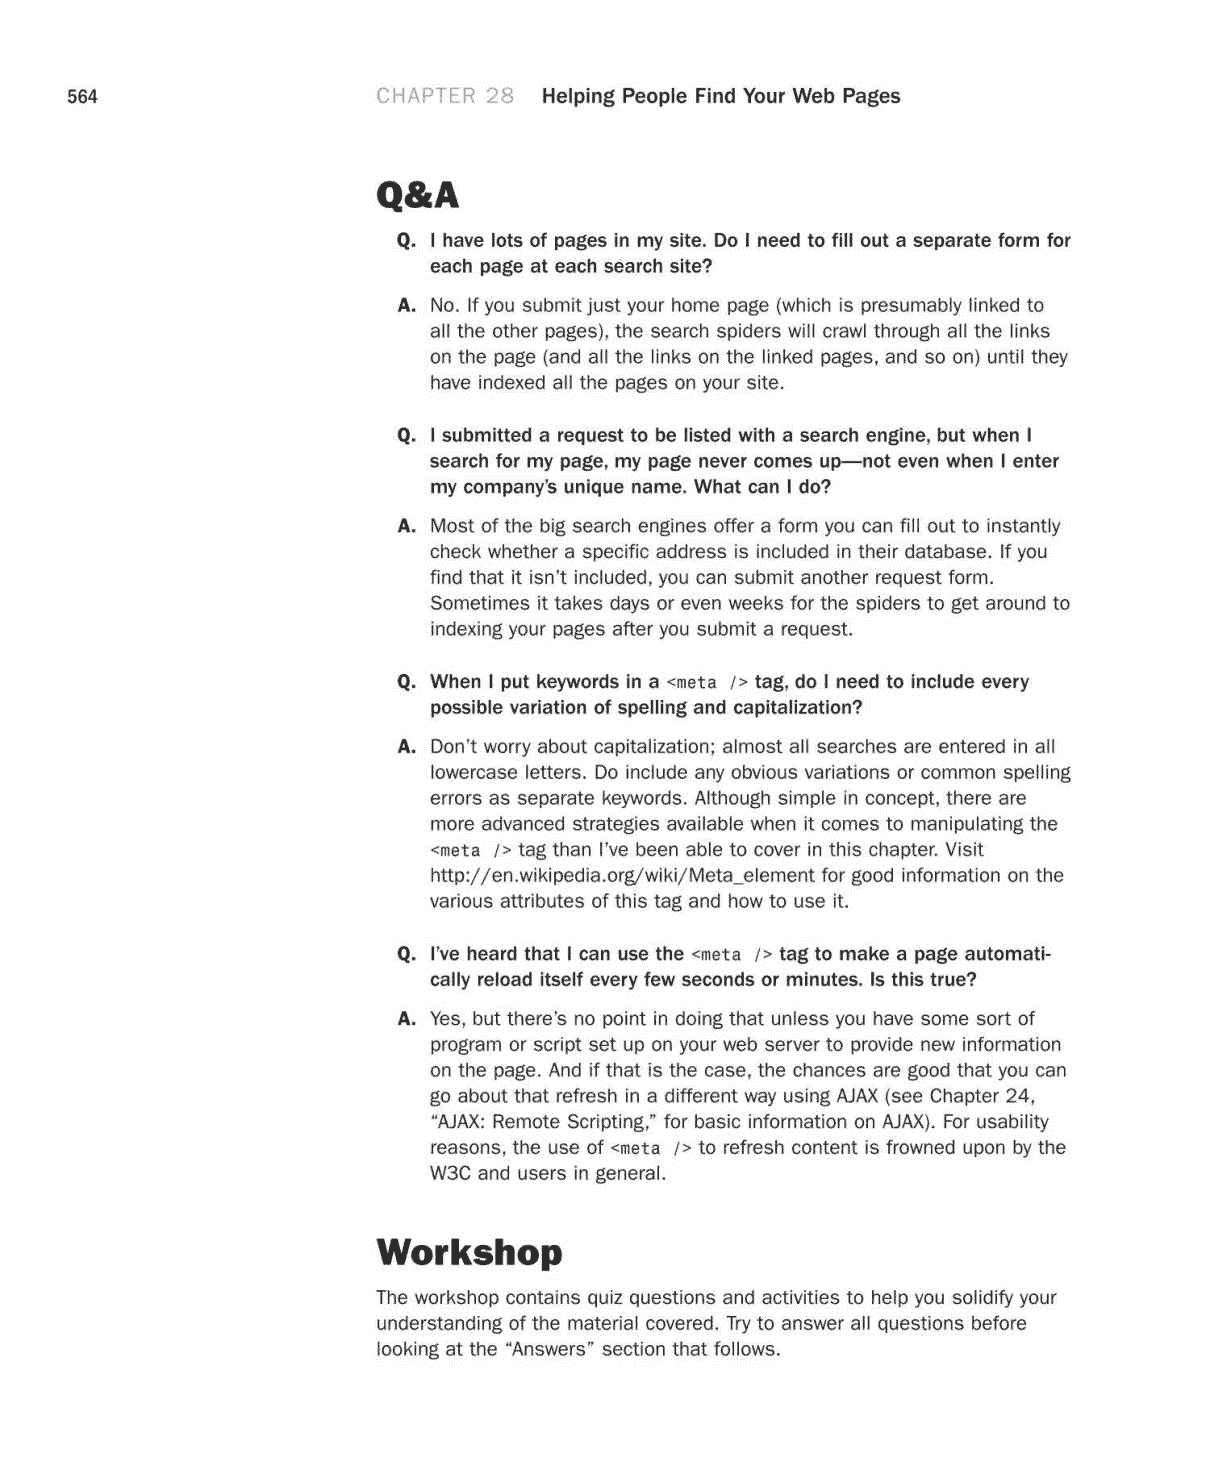 564
CHAPTER 28 Helping People Find Your Web Pages
Q&A
Q. I have lots of pages in my site. Do I need to fill out a separate form for
each page at each search site?
A. No. If you submit just your home page (which is presumably linked to
all the other pages), the search spiders will crawl through all the links
on the page (and all the links on the linked pages, and so on) until they
have indexed all the pages on your site.
Q. I submitted a request to be listed with a search engine, but when I
search for my page, my page never comes up—not even when I enter
my company's unique name. What can I do?
A. Most of the big search engines offer a form you can fill out to instantly
check whether a specific address is included in their database. If you
find that it isn't included, you can submit another request form.
Sometimes it takes days or even weeks for the spiders to get around to
indexing your pages after you submit a request.
Q. When I put keywords in a <meta /> tag, do I need to include every
possible variation of spelling and capitalization?
A. Don't worry about capitalization; almost all searches are entered in all
lowercase letters. Do include any obvious variations or common spelling
errors as separate keywords. Although simple in concept, there are
more advanced strategies available when it comes to manipulating the
<meta /> tag than I've been able to cover in this chapter. Visit
http://en.wikipedia.org/wiki/Meta_element for good information on the
various attributes of this tag and how to use it.
Q. I've heard that I can use the <meta /> tag to make a page automati-
cally reload itself every few seconds or minutes. Is this true?
A. Yes, but there's no point in doing that unless you have some sort of
program or script set up on your web server to provide new information
on the page. And if that is the case, the chances are good that you can
go about that refresh in a different way using AJAX (see Chapter 24,
"AJAX: Remote Scripting," for basic information on AJAX). For usability
reasons, the use of <meta /> to refresh content is frowned upon by the
W3C and users in general.
Workshop
The workshop contains quiz questions and activities to help you solidify your
understanding of the material covered. Try to answer all questions before
looking at the "Answers" section that follows.